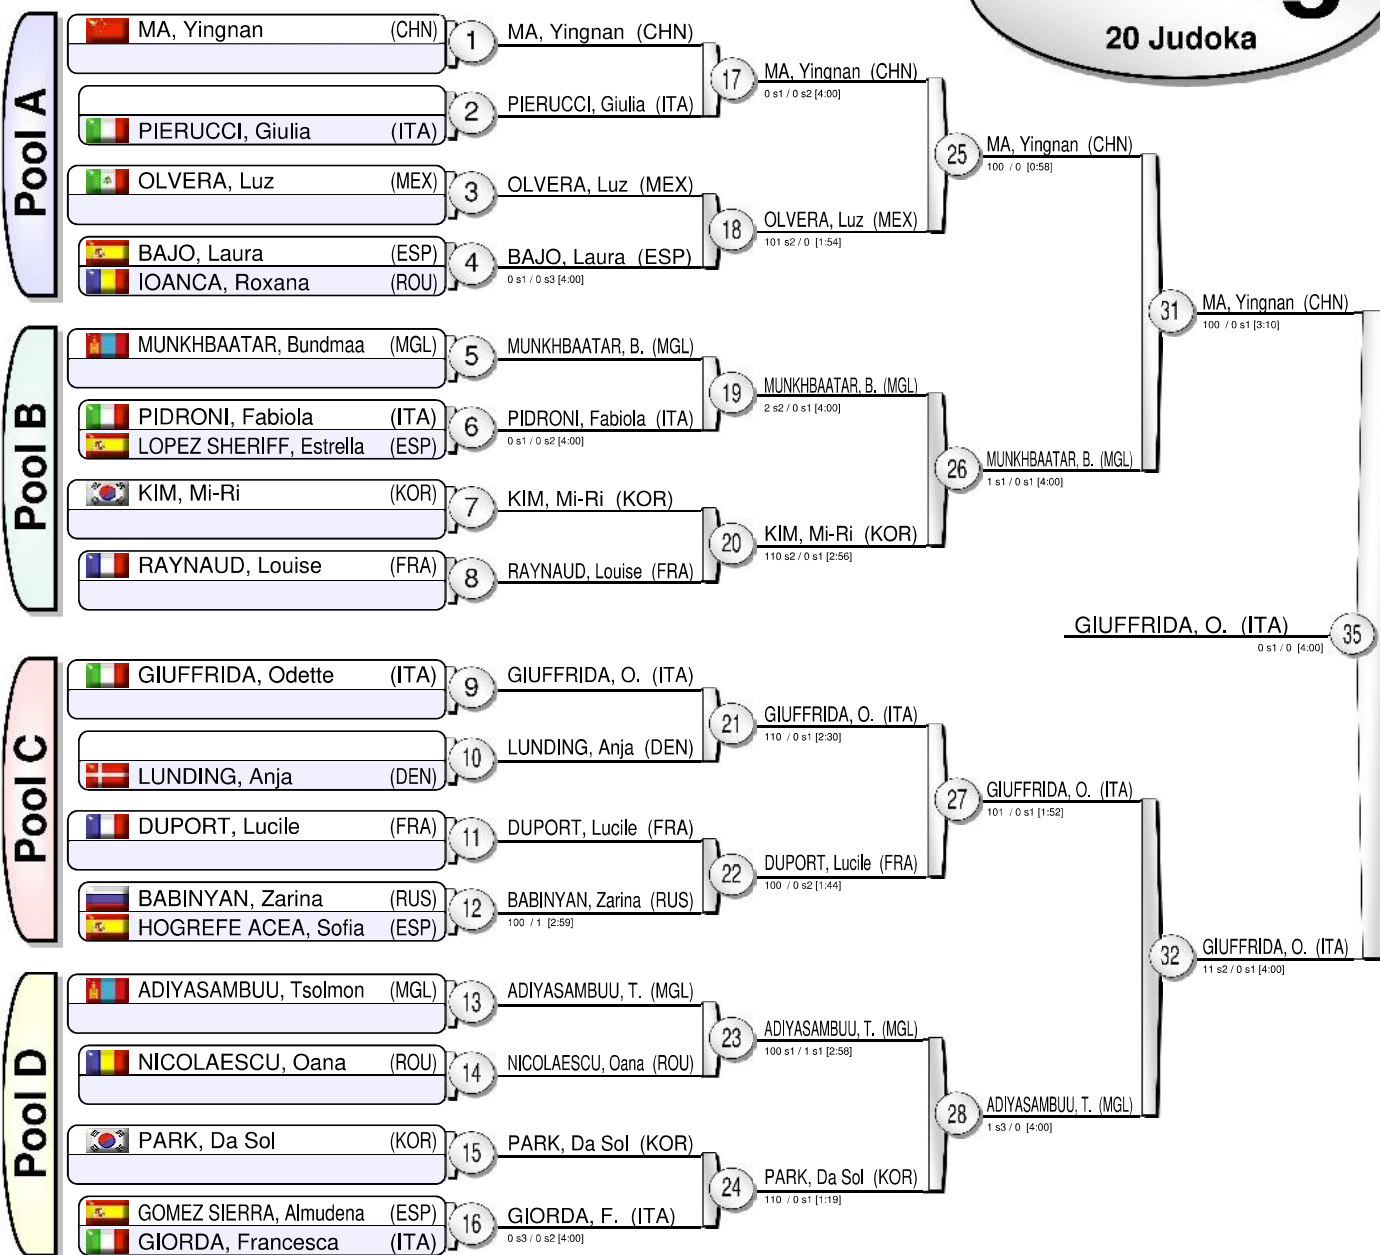 20 Judoka
Pool A
MA, Yingnan (CHN)
PIERUCCI, Giulia (ITA)
OLVERA, Luz (MEX)
BAJO, Laura (ESP)
IOANCA, Roxana (ROU)
1 MA, Yingnan (CHN)
2 PIERUCCI, Giulia (ITA)
3 OLVERA, Luz (MEX)
4 BAJO, Laura (ESP)
0 s1 / 0 s3 [4:00]
17 MA, Yingnan (CHN)
0 s1 / 0 s2 [4:00]
18 OLVERA, Luz (MEX)
101 s2 / 0 [1:54]
25 MA, Yingnan (CHN)
100 / 0 [0:58]
Pool B
MUNKHBAATAR, Bundmaa (MGL)
PIDRONI, Fabiola (ITA)
LOPEZ SHERIFF, Estrella (ESP)
KIM, Mi-Ri (KOR)
RAYNAUD, Louise (FRA)
5 MUNKHBAATAR, B. (MGL)
6 PIDRONI, Fabiola (ITA)
0 s1 / 0 s2 [4:00]
7 KIM, Mi-Ri (KOR)
8 RAYNAUD, Louise (FRA)
19 MUNKHBAATAR, B. (MGL)
2 s2 / 0 s1 [4:00]
20 KIM, Mi-Ri (KOR)
110 s2 / 0 s1 [2:56]
26 MUNKHBAATAR, B. (MGL)
1 s1 / 0 s1 [4:00]
31 MA, Yingnan (CHN)
100 / 0 s1 [3:10]
GIUFFRIDA, O. (ITA) 35
0 s1 / 0 [4:00]
Pool C
GIUFFRIDA, Odette (ITA)
LUNDING, Anja (DEN)
DUPORT, Lucile (FRA)
BABINYAN, Zarina (RUS)
HOGREFE ACEA, Sofia (ESP)
9 GIUFFRIDA, O. (ITA)
10 LUNDING, Anja (DEN)
11 DUPORT, Lucile (FRA)
12 BABINYAN, Zarina (RUS)
100 / 1 [2:59]
21 GIUFFRIDA, O. (ITA)
110 / 0 s1 [2:30]
22 DUPORT, Lucile (FRA)
100 / 0 s2 [1:44]
27 GIUFFRIDA, O. (ITA)
101 / 0 s1 [1:52]
Pool D
ADIYASAMBUU, Tsolmon (MGL)
NICOLAESCU, Oana (ROU)
PARK, Da Sol (KOR)
GOMEZ SIERRA, Almudena (ESP)
GIORDA, Francesca (ITA)
13 ADIYASAMBUU, T. (MGL)
14 NICOLAESCU, Oana (ROU)
15 PARK, Da Sol (KOR)
16 GIORDA, F. (ITA)
0 s3 / 0 s2 [4:00]
23 ADIYASAMBUU, T. (MGL)
100 s1 / 1 s1 [2:58]
24 PARK, Da Sol (KOR)
110 / 0 s1 [1:19]
28 ADIYASAMBUU, T. (MGL)
1 s3 / 0 [4:00]
32 GIUFFRIDA, O. (ITA)
11 s2 / 0 s1 [4:00]